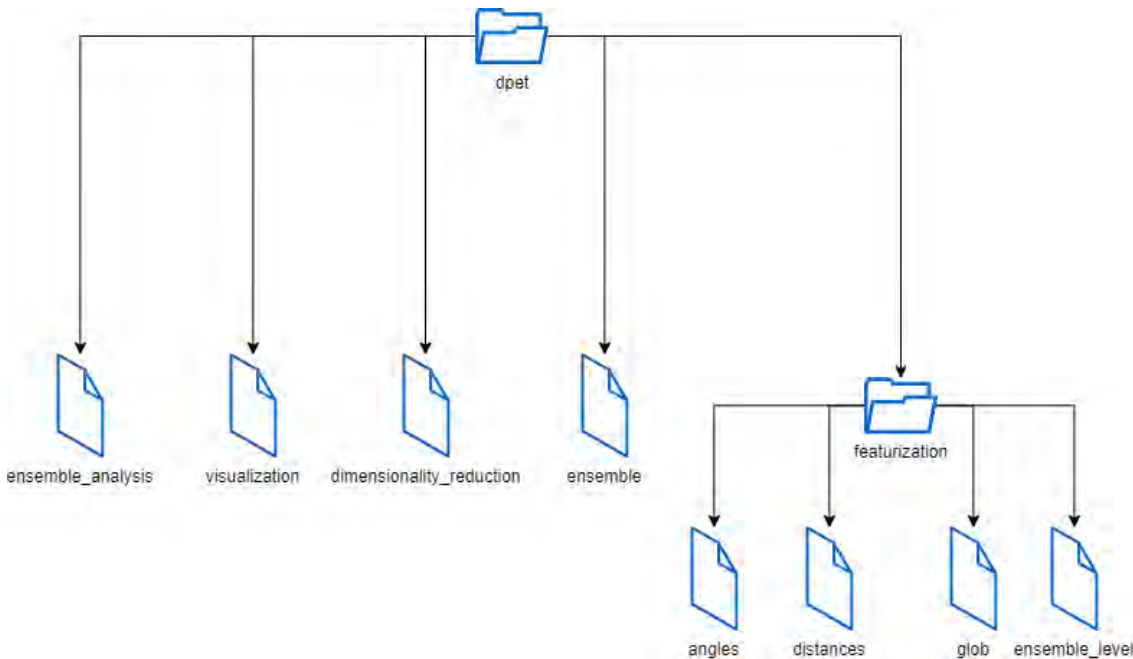 dpet
ensemble_analysis
visualization
dimensionality_reduction
ensemble
featurization
angles
distances
glob
ensemble_level